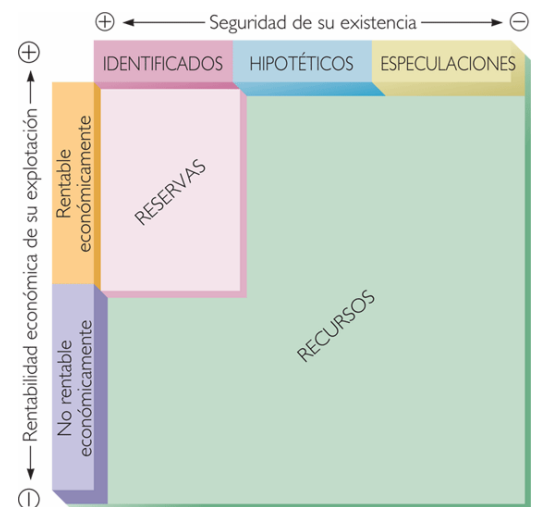 ⊕ Seguridad de su existencia ⊖
⊕
IDENTIFICADOS HIPOTÉTICOS ESPECULACIONES
Rentabilidad económica de su explotación
Rentable
económicamente
RESERVAS
RECURSOS
No rentable
económicamente
⊖